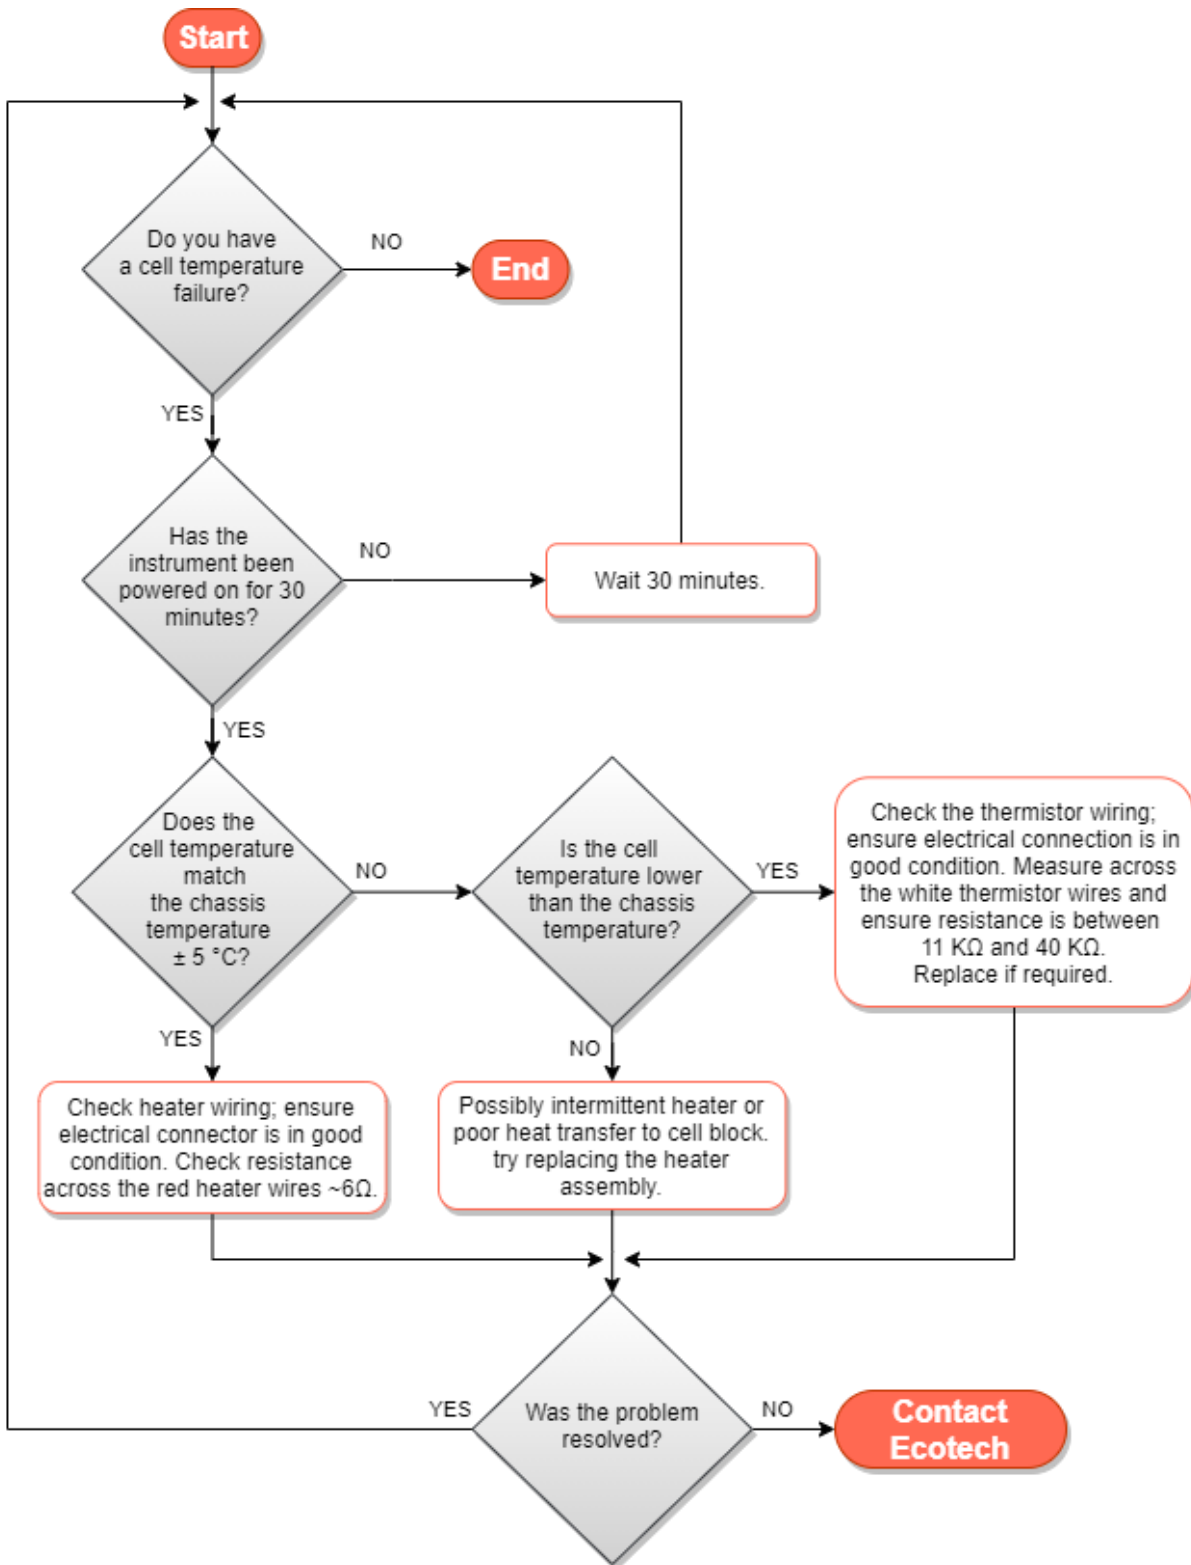 Start
Do you have
a cell temperature
failure?
NO
End
YES
Has the
instrument been
powered on for 30
minutes?
NO
Wait 30 minutes.
YES
Does the
cell temperature
match
the chassis
temperature
± 5 °C?
NO
Is the cell
temperature lower
than the chassis
temperature?
YES
Check the thermistor wiring;
ensure electrical connection is in
good condition. Measure across
the white thermistor wires and
ensure resistance is between
11 KΩ and 40 KΩ.
Replace if required.
YES
Check heater wiring; ensure
electrical connector is in good
condition. Check resistance
across the red heater wires ~6Ω.
NO
Possibly intermittent heater or
poor heat transfer to cell block.
try replacing the heater
assembly.
YES
Was the problem
resolved?
NO
Contact
Ecotech